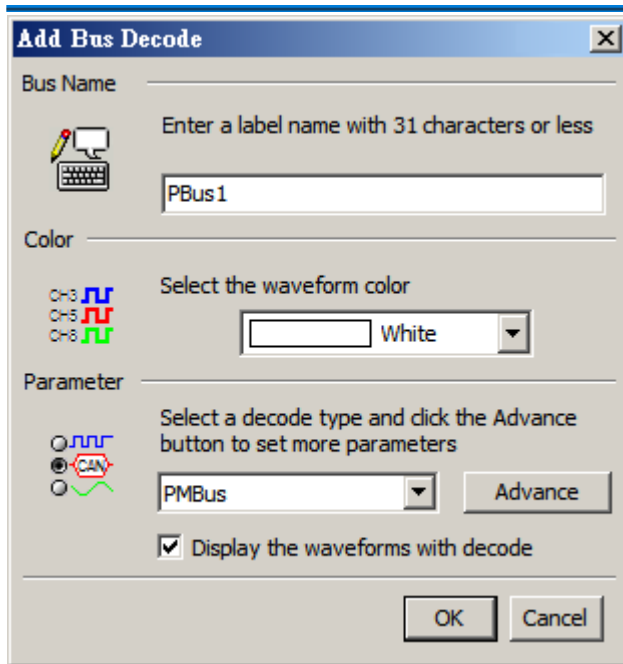 Add Bus Decode
Bus Name
Enter a label name with 31 characters or less
PBus1
Color
CH3
CH5
CH8
Select the waveform color
White
Parameter
Select a decode type and click the Advance
button to set more parameters
CAN
PMBus
Advance
Display the waveforms with decode
OK
Cancel